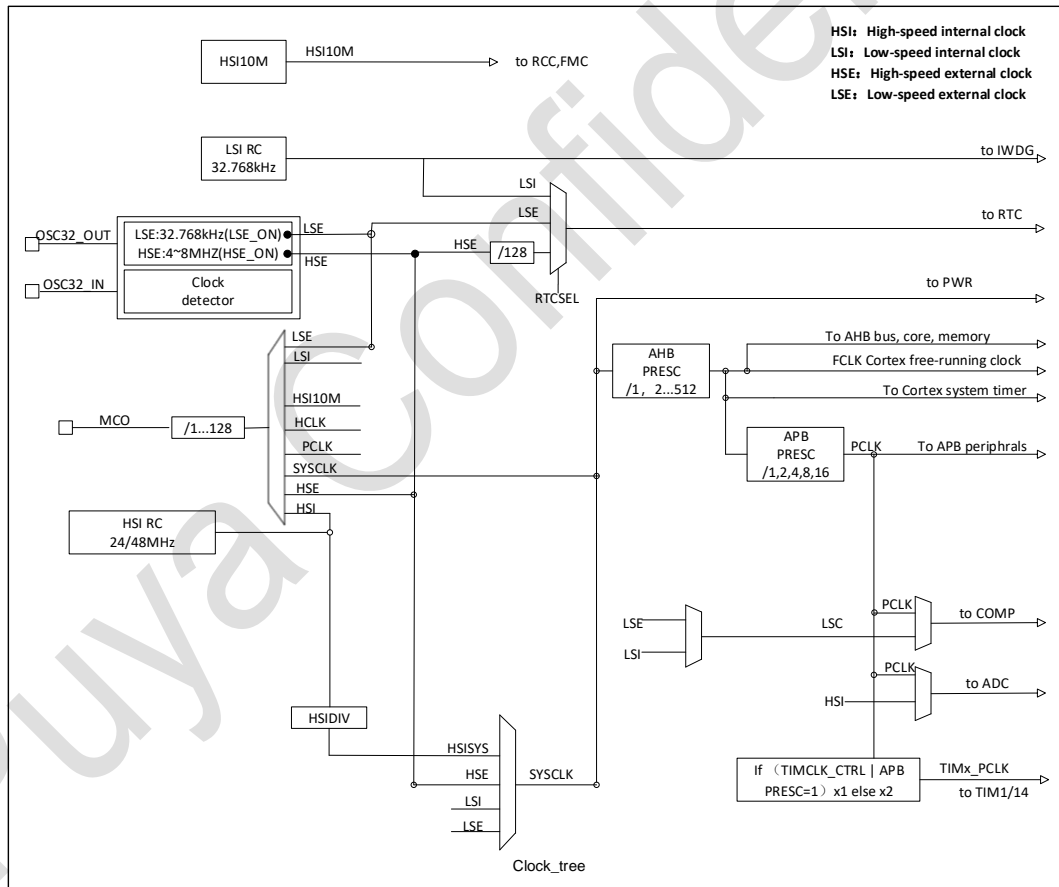 HSI： High-speed internal clock
LSI： Low-speed internal clock
HSE： High-speed external clock
LSE： Low-speed external clock
HSI10M
HSI10M
to RCC,FMC
LSI RC
32.768kHz
to IWDG
LSI
LSE
to RTC
OSC32_OUT
LSE:32.768kHz(LSE_ON)
LSE
HSE:4~8MHZ(HSE_ON)
HSE
HSE
/128
OSC32_IN
Clock
detector
RTCSEL
to PWR
LSE
LSI
HSI10M
HCLK
PCLK
SYSCLK
HSE
HSI
MCO
/1...128
AHB
PRESC
/1， 2...512
To AHB bus, core, memory
FCLK Cortex free-running clock
To Cortex system timer
APB
PRESC
/1,2,4,8,16
PCLK
To APB periphrals
HSI RC
24/48MHz
LSE
LSI
LSC
PCLK
to COMP
PCLK
HSI
to ADC
HSIDIV
HSISYS
HSE
LSI
LSE
SYSCLK
If （TIMCLK_CTRL | APB
PRESC=1）x1 else x2
TIMx_PCLK
to TIM1/14
Clock_tree
Puya Confide